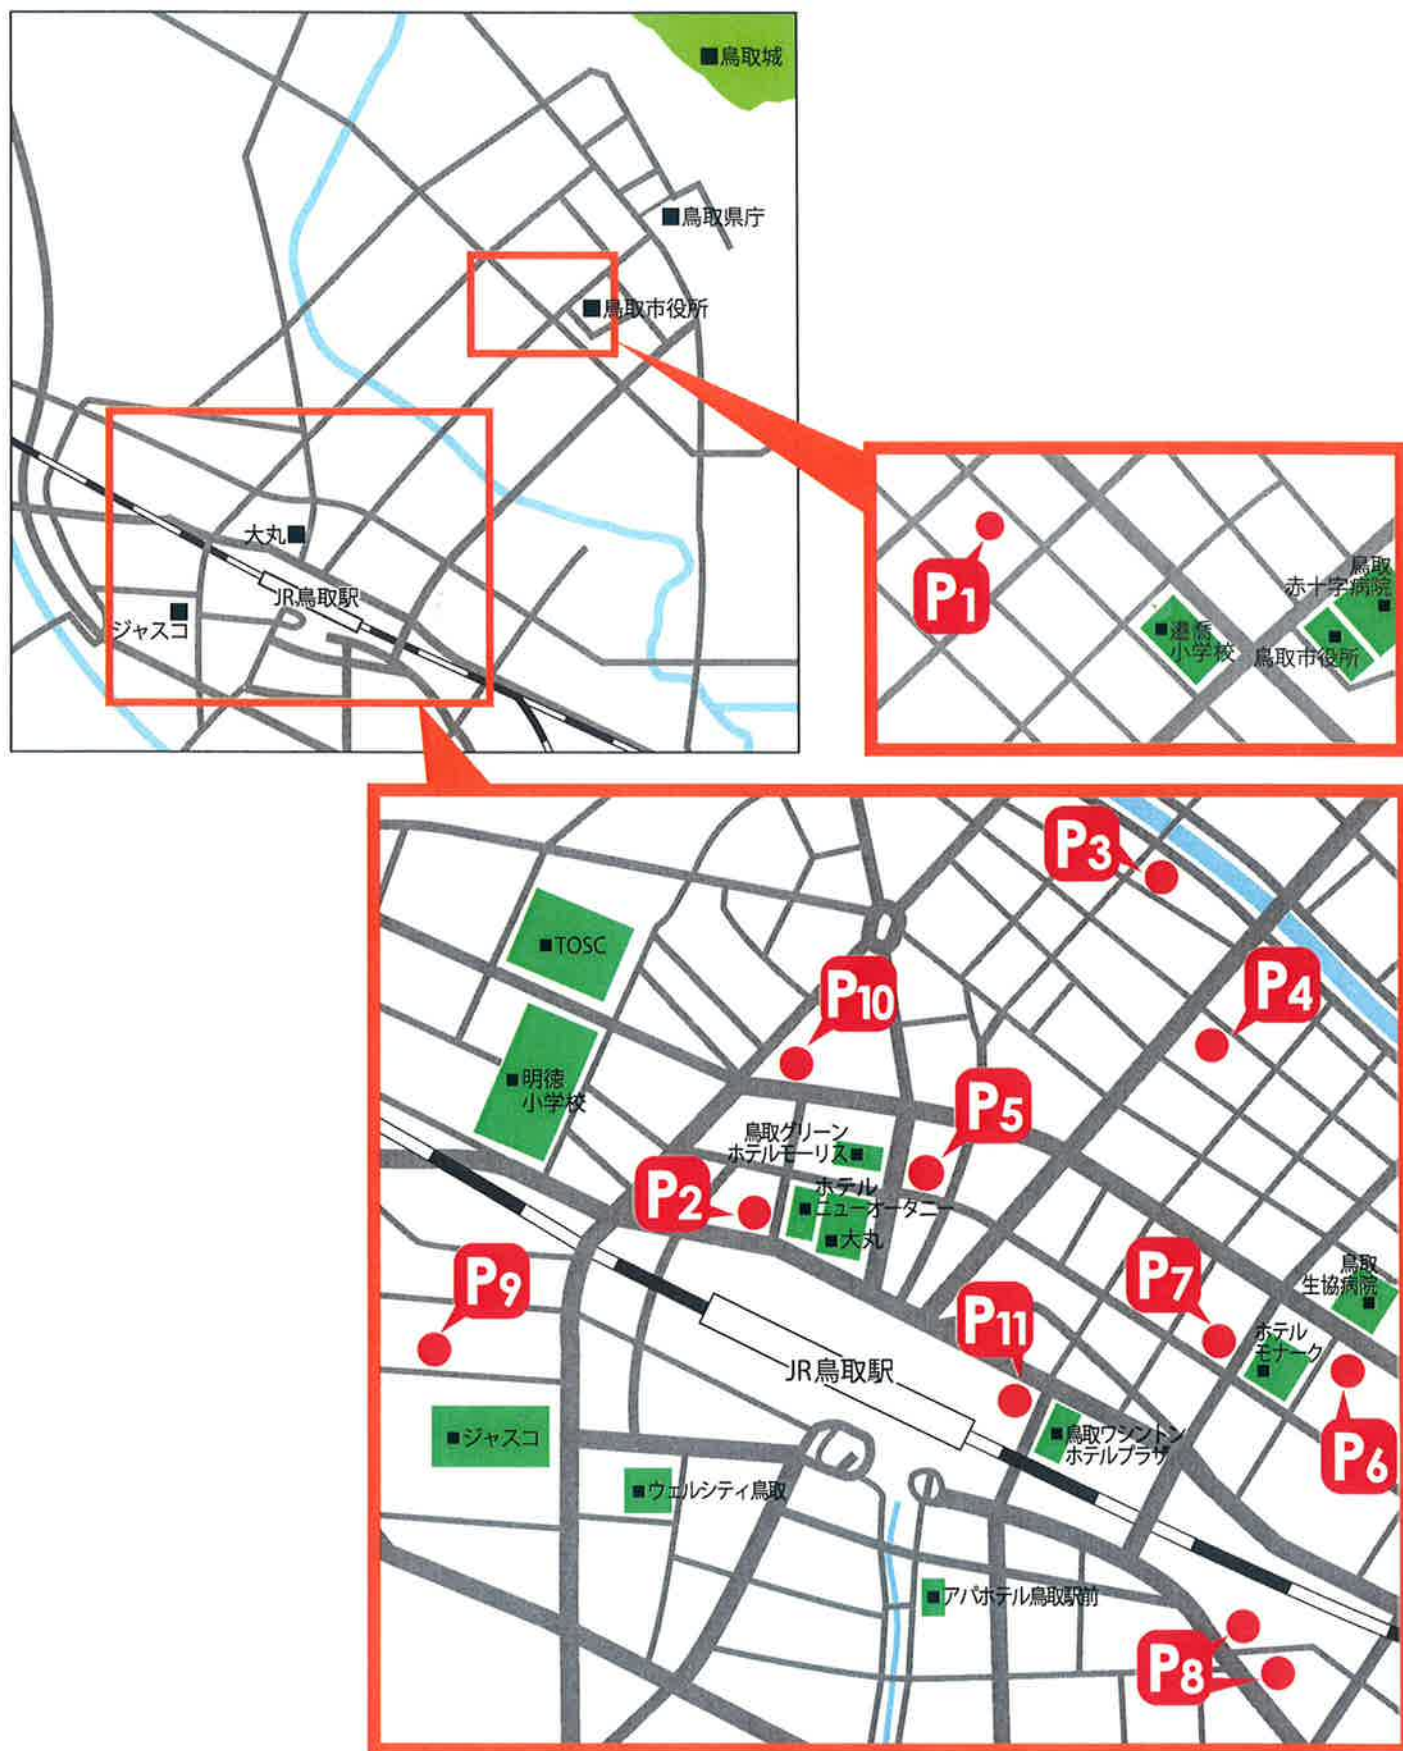 鳥取城
鳥取県庁
鳥取市役所
大丸
JR鳥取駅
ジャスコ
P1
鳥取
赤十字病院
遷喬
小学校
鳥取市役所
P3
TOSC
P10
P4
明徳
小学校
P5
鳥取グリーン
ホテルモーリス
P2
ホテル
ニューオータニー
大丸
P9
P7
鳥取
生協病院
P11
ホテル
モナーク
JR鳥取駅
ジャスコ
鳥取ワシントン
ホテルプラザ
P6
ウェルシティ鳥取
アパホテル鳥取駅前
P8